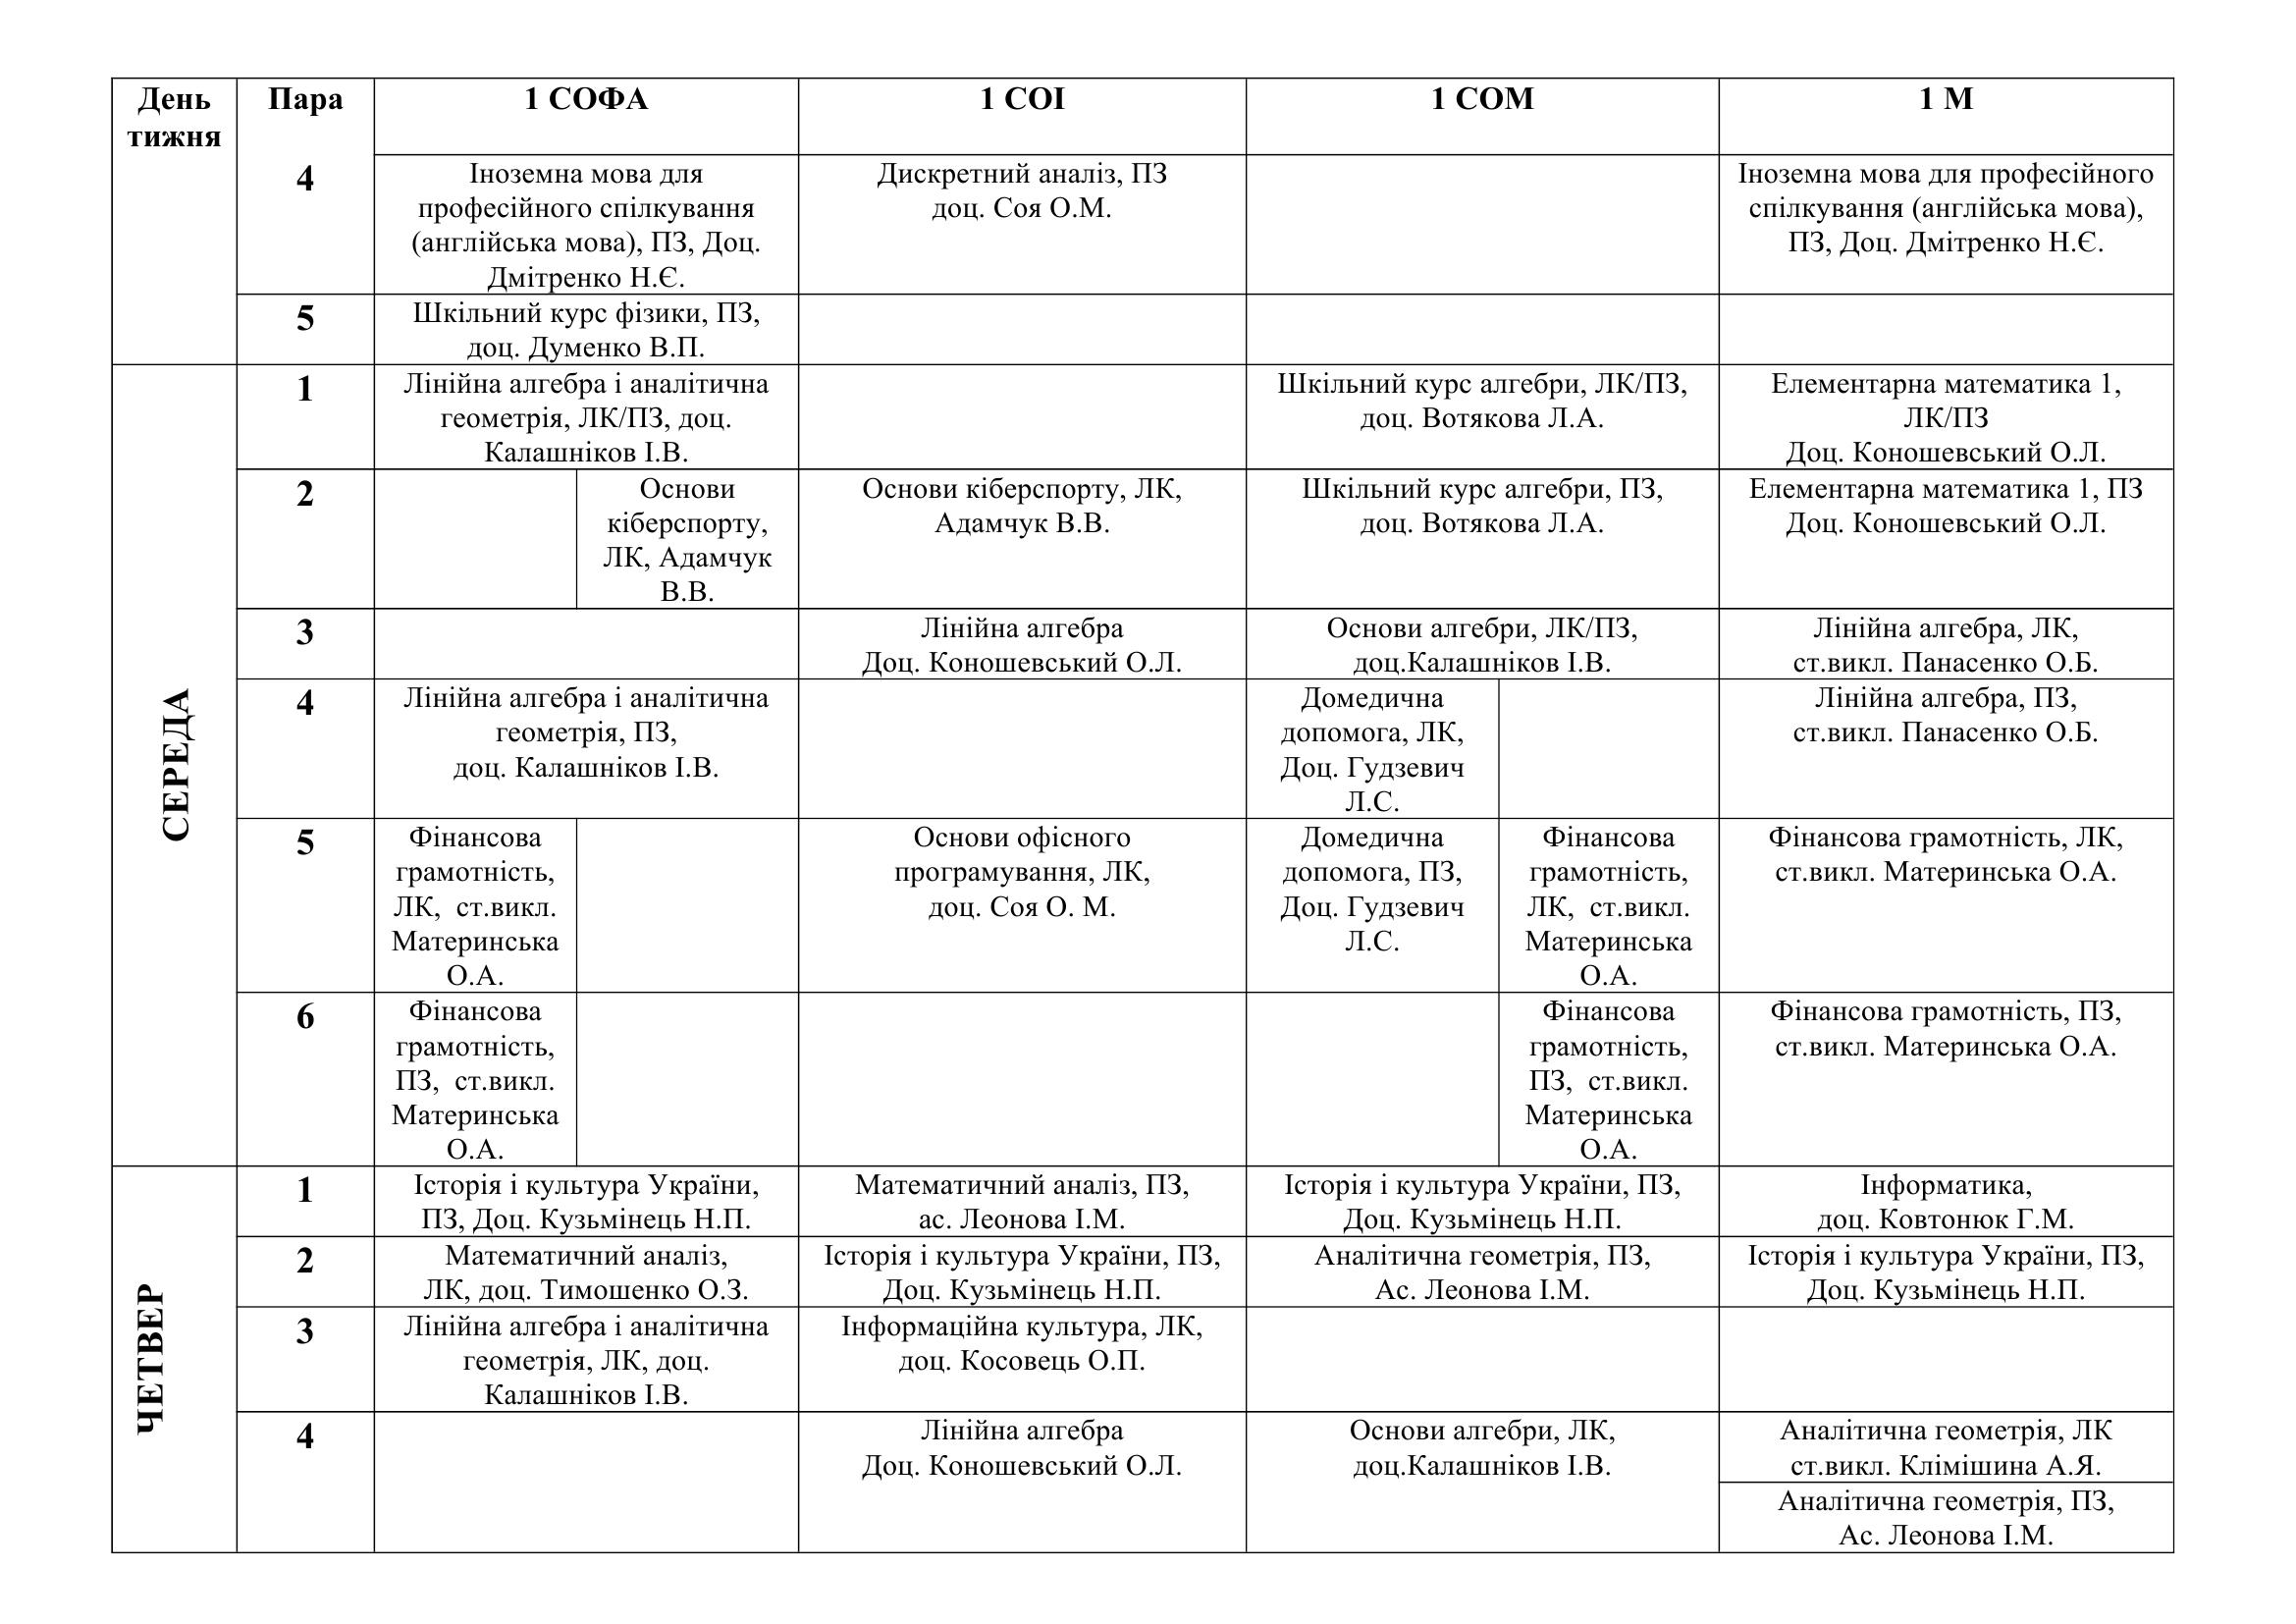 День
тижня
Пара
1 СОФА
1 СОІ
1 СОМ
1 М
4
Іноземна мова для
професійного спілкування
(англійська мова), ПЗ, Доц.
Дмітренко Н.Є.
Дискретний аналіз, ПЗ
доц. Соя О.М.
Іноземна мова для професійного
спілкування (англійська мова),
ПЗ, Доц. Дмітренко Н.Є.
5
Шкільний курс фізики, ПЗ,
доц. Думенко В.П.
СЕРЕДА
1
Лінійна алгебра і аналітична
геометрія, ЛК/ПЗ, доц.
Калашніков І.В.
Шкільний курс алгебри, ЛК/ПЗ,
доц. Вотякова Л.А.
Елементарна математика 1,
ЛК/ПЗ
Доц. Коношевський О.Л.
2
Основи
кіберспорту,
ЛК, Адамчук
В.В.
Основи кіберспорту, ЛК,
Адамчук В.В.
Шкільний курс алгебри, ПЗ,
доц. Вотякова Л.А.
Елементарна математика 1, ПЗ
Доц. Коношевський О.Л.
3
Лінійна алгебра
Доц. Коношевський О.Л.
Основи алгебри, ЛК/ПЗ,
доц.Калашніков І.В.
Лінійна алгебра, ЛК,
ст.викл. Панасенко О.Б.
4
Лінійна алгебра і аналітична
геометрія, ПЗ,
доц. Калашніков І.В.
Домедична
допомога, ЛК,
Доц. Гудзевич
Л.С.
Лінійна алгебра, ПЗ,
ст.викл. Панасенко О.Б.
5
Фінансова
грамотність,
ЛК, ст.викл.
Материнська
О.А.
Основи офісного
програмування, ЛК,
доц. Соя О. М.
Домедична
допомога, ПЗ,
Доц. Гудзевич
Л.С.
Фінансова
грамотність,
ЛК, ст.викл.
Материнська
О.А.
Фінансова грамотність, ЛК,
ст.викл. Материнська О.А.
6
Фінансова
грамотність,
ПЗ, ст.викл.
Материнська
О.А.
Фінансова
грамотність,
ПЗ, ст.викл.
Материнська
О.А.
Фінансова грамотність, ПЗ,
ст.викл. Материнська О.А.
ЧЕТВЕР
1
Історія і культура України,
ПЗ, Доц. Кузьмінець Н.П.
Математичний аналіз, ПЗ,
ас. Леонова І.М.
Історія і культура України, ПЗ,
Доц. Кузьмінець Н.П.
Інформатика,
доц. Ковтонюк Г.М.
2
Математичний аналіз,
ЛК, доц. Тимошенко О.З.
Історія і культура України, ПЗ,
Доц. Кузьмінець Н.П.
Аналітична геометрія, ПЗ,
Ас. Леонова І.М.
Історія і культура України, ПЗ,
Доц. Кузьмінець Н.П.
3
Лінійна алгебра і аналітична
геометрія, ЛК, доц.
Калашніков І.В.
Інформаційна культура, ЛК,
доц. Косовець О.П.
4
Лінійна алгебра
Доц. Коношевський О.Л.
Основи алгебри, ЛК,
доц.Калашніков І.В.
Аналітична геометрія, ЛК
ст.викл. Клімішина А.Я.
Аналітична геометрія, ПЗ,
Ас. Леонова І.М.